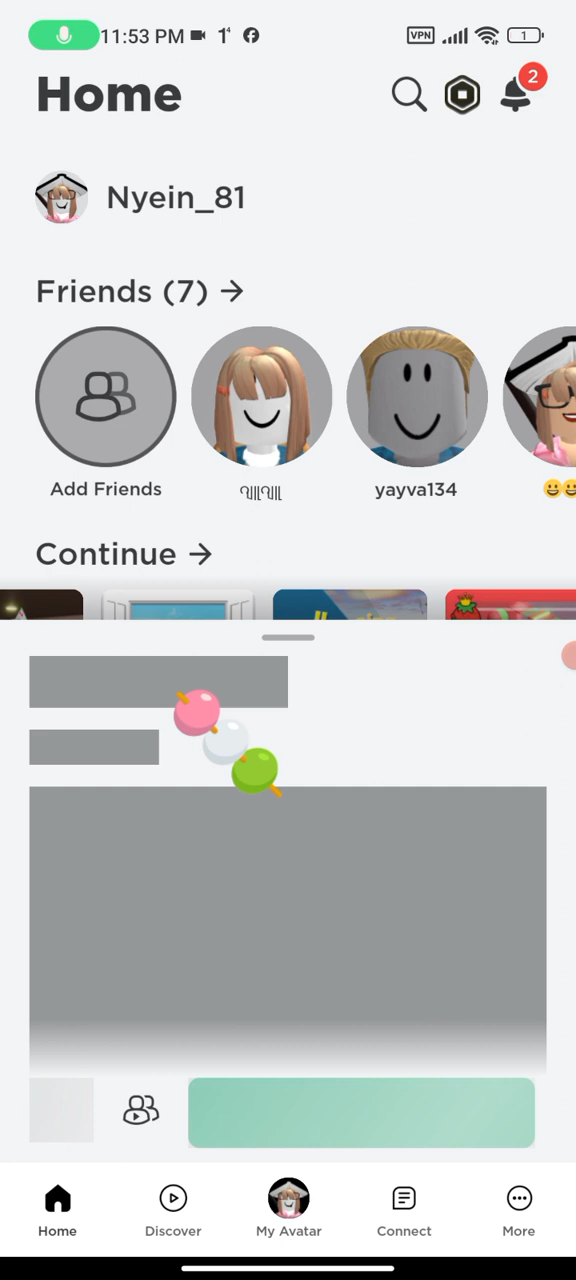 11:53 PM
VPN
1
Home
2
Nyein_81
Friends (7) →
Add Friends
yayva134
😀😀
Continue →
Home
Discover
My Avatar
Connect
More